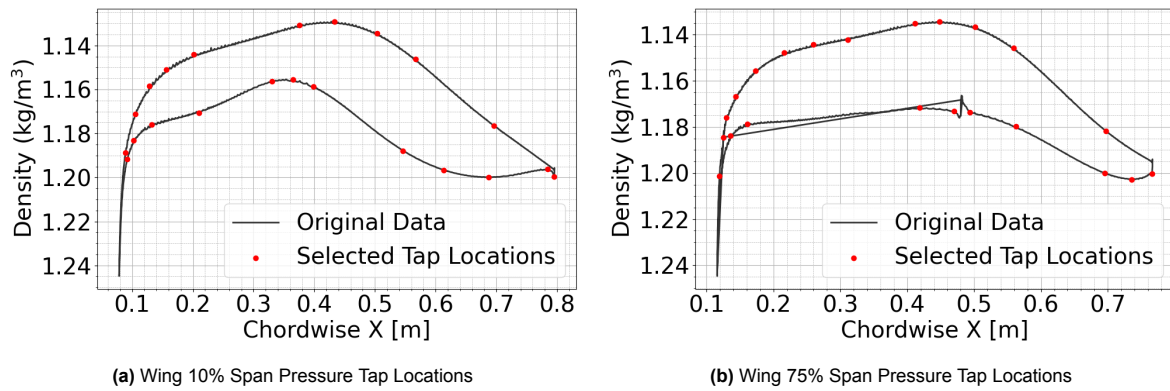 1.14
1.16
1.18
1.20
1.22
1.24
Density (kg/m³)
Original Data
Selected Tap Locations
0.1 0.2 0.3 0.4 0.5 0.6 0.7 0.8
Chordwise X [m]
(a) Wing 10% Span Pressure Tap Locations
1.14
1.16
1.18
1.20
1.22
1.24
Density (kg/m³)
Original Data
Selected Tap Locations
0.1 0.2 0.3 0.4 0.5 0.6 0.7
Chordwise X [m]
(b) Wing 75% Span Pressure Tap Locations